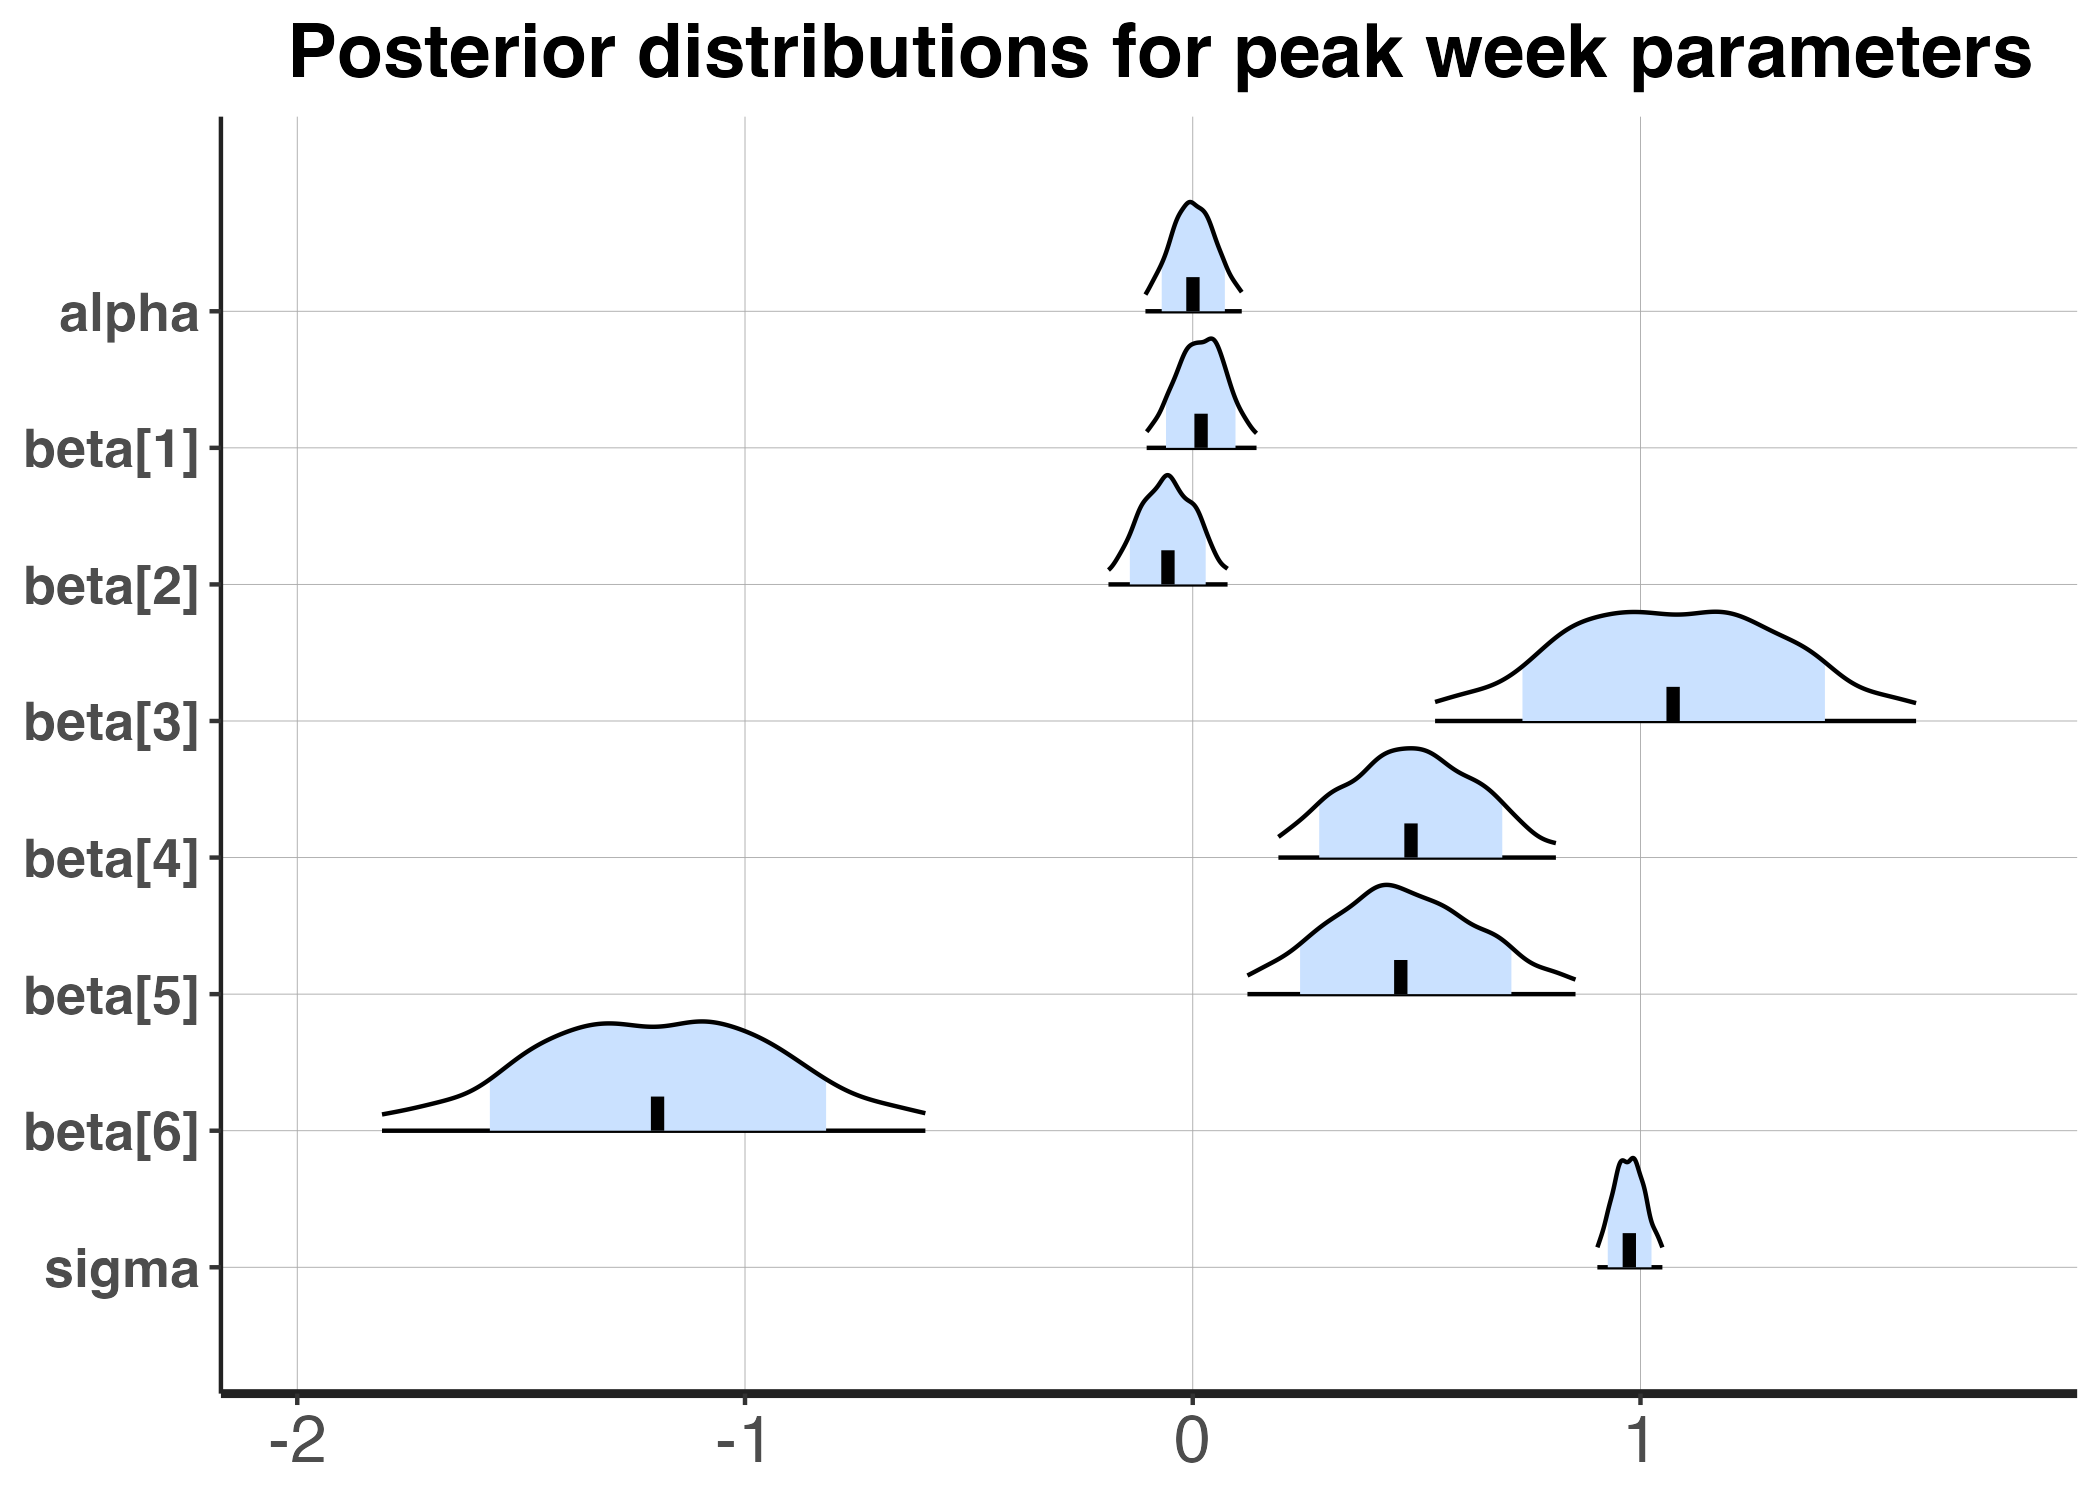 Posterior distributions for peak week parameters
alpha
beta[1]
beta[2]
beta[3]
beta[4]
beta[5]
beta[6]
sigma
-2 -1 0 1